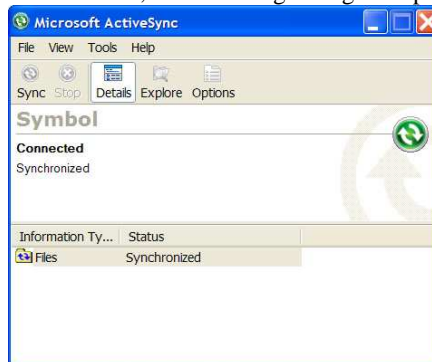 Microsoft ActiveSync
File View Tools Help
Sync Stop Details Explore Options
Symbol
Connected
Synchronized
Information Ty... Status
Files Synchronized